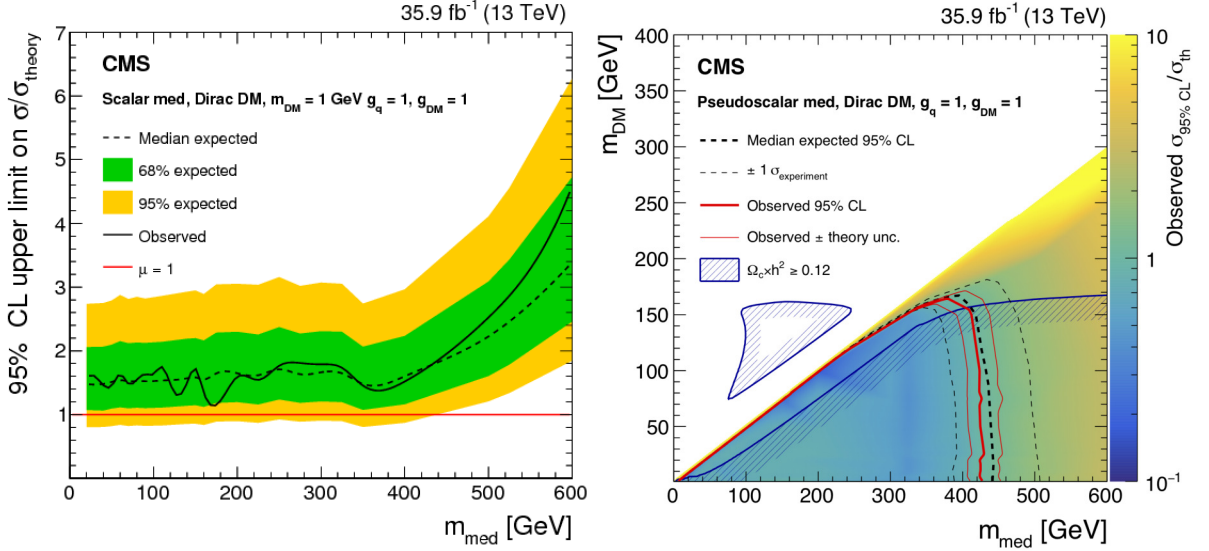 35.9 fb⁻¹ (13 TeV)
95% CL upper limit on σ/σ_theory
7
6
5
4
3
2
1
0
CMS
Scalar med, Dirac DM, m_DM = 1 GeV g_q = 1, g_DM = 1
Median expected
68% expected
95% expected
Observed
μ = 1
0 100 200 300 400 500 600
m_med [GeV]
35.9 fb⁻¹ (13 TeV)
m_DM [GeV]
400
350
300
250
200
150
100
50
CMS
Pseudoscalar med, Dirac DM, g_q = 1, g_DM = 1
Median expected 95% CL
± 1 σ_experiment
Observed 95% CL
Observed ± theory unc.
Ω_c×h² ≥ 0.12
0 100 200 300 400 500 600
m_med [GeV]
10
1
10⁻¹
Observed σ_95% CL/σ_th